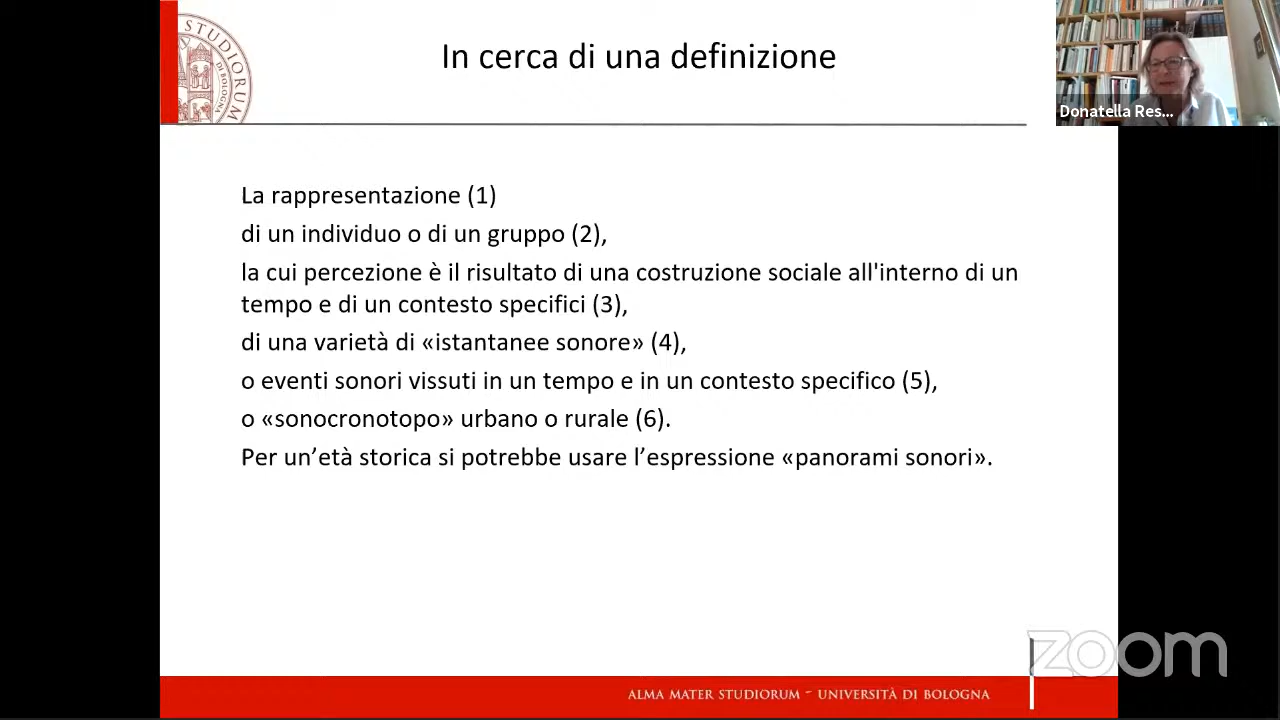 In cerca di una definizione
STUDIORUM
DI BOLOGNA
Donatella Res...
La rappresentazione (1)
di un individuo o di un gruppo (2),
la cui percezione è il risultato di una costruzione sociale all'interno di un
tempo e di un contesto specifici (3),
di una varietà di «istantanee sonore» (4),
o eventi sonori vissuti in un tempo e in un contesto specifico (5),
o «sonocronotopo» urbano o rurale (6).
Per un’età storica si potrebbe usare l’espressione «panorami sonori».
zoom
ALMA MATER STUDIORUM ~ UNIVERSITÀ DI BOLOGNA